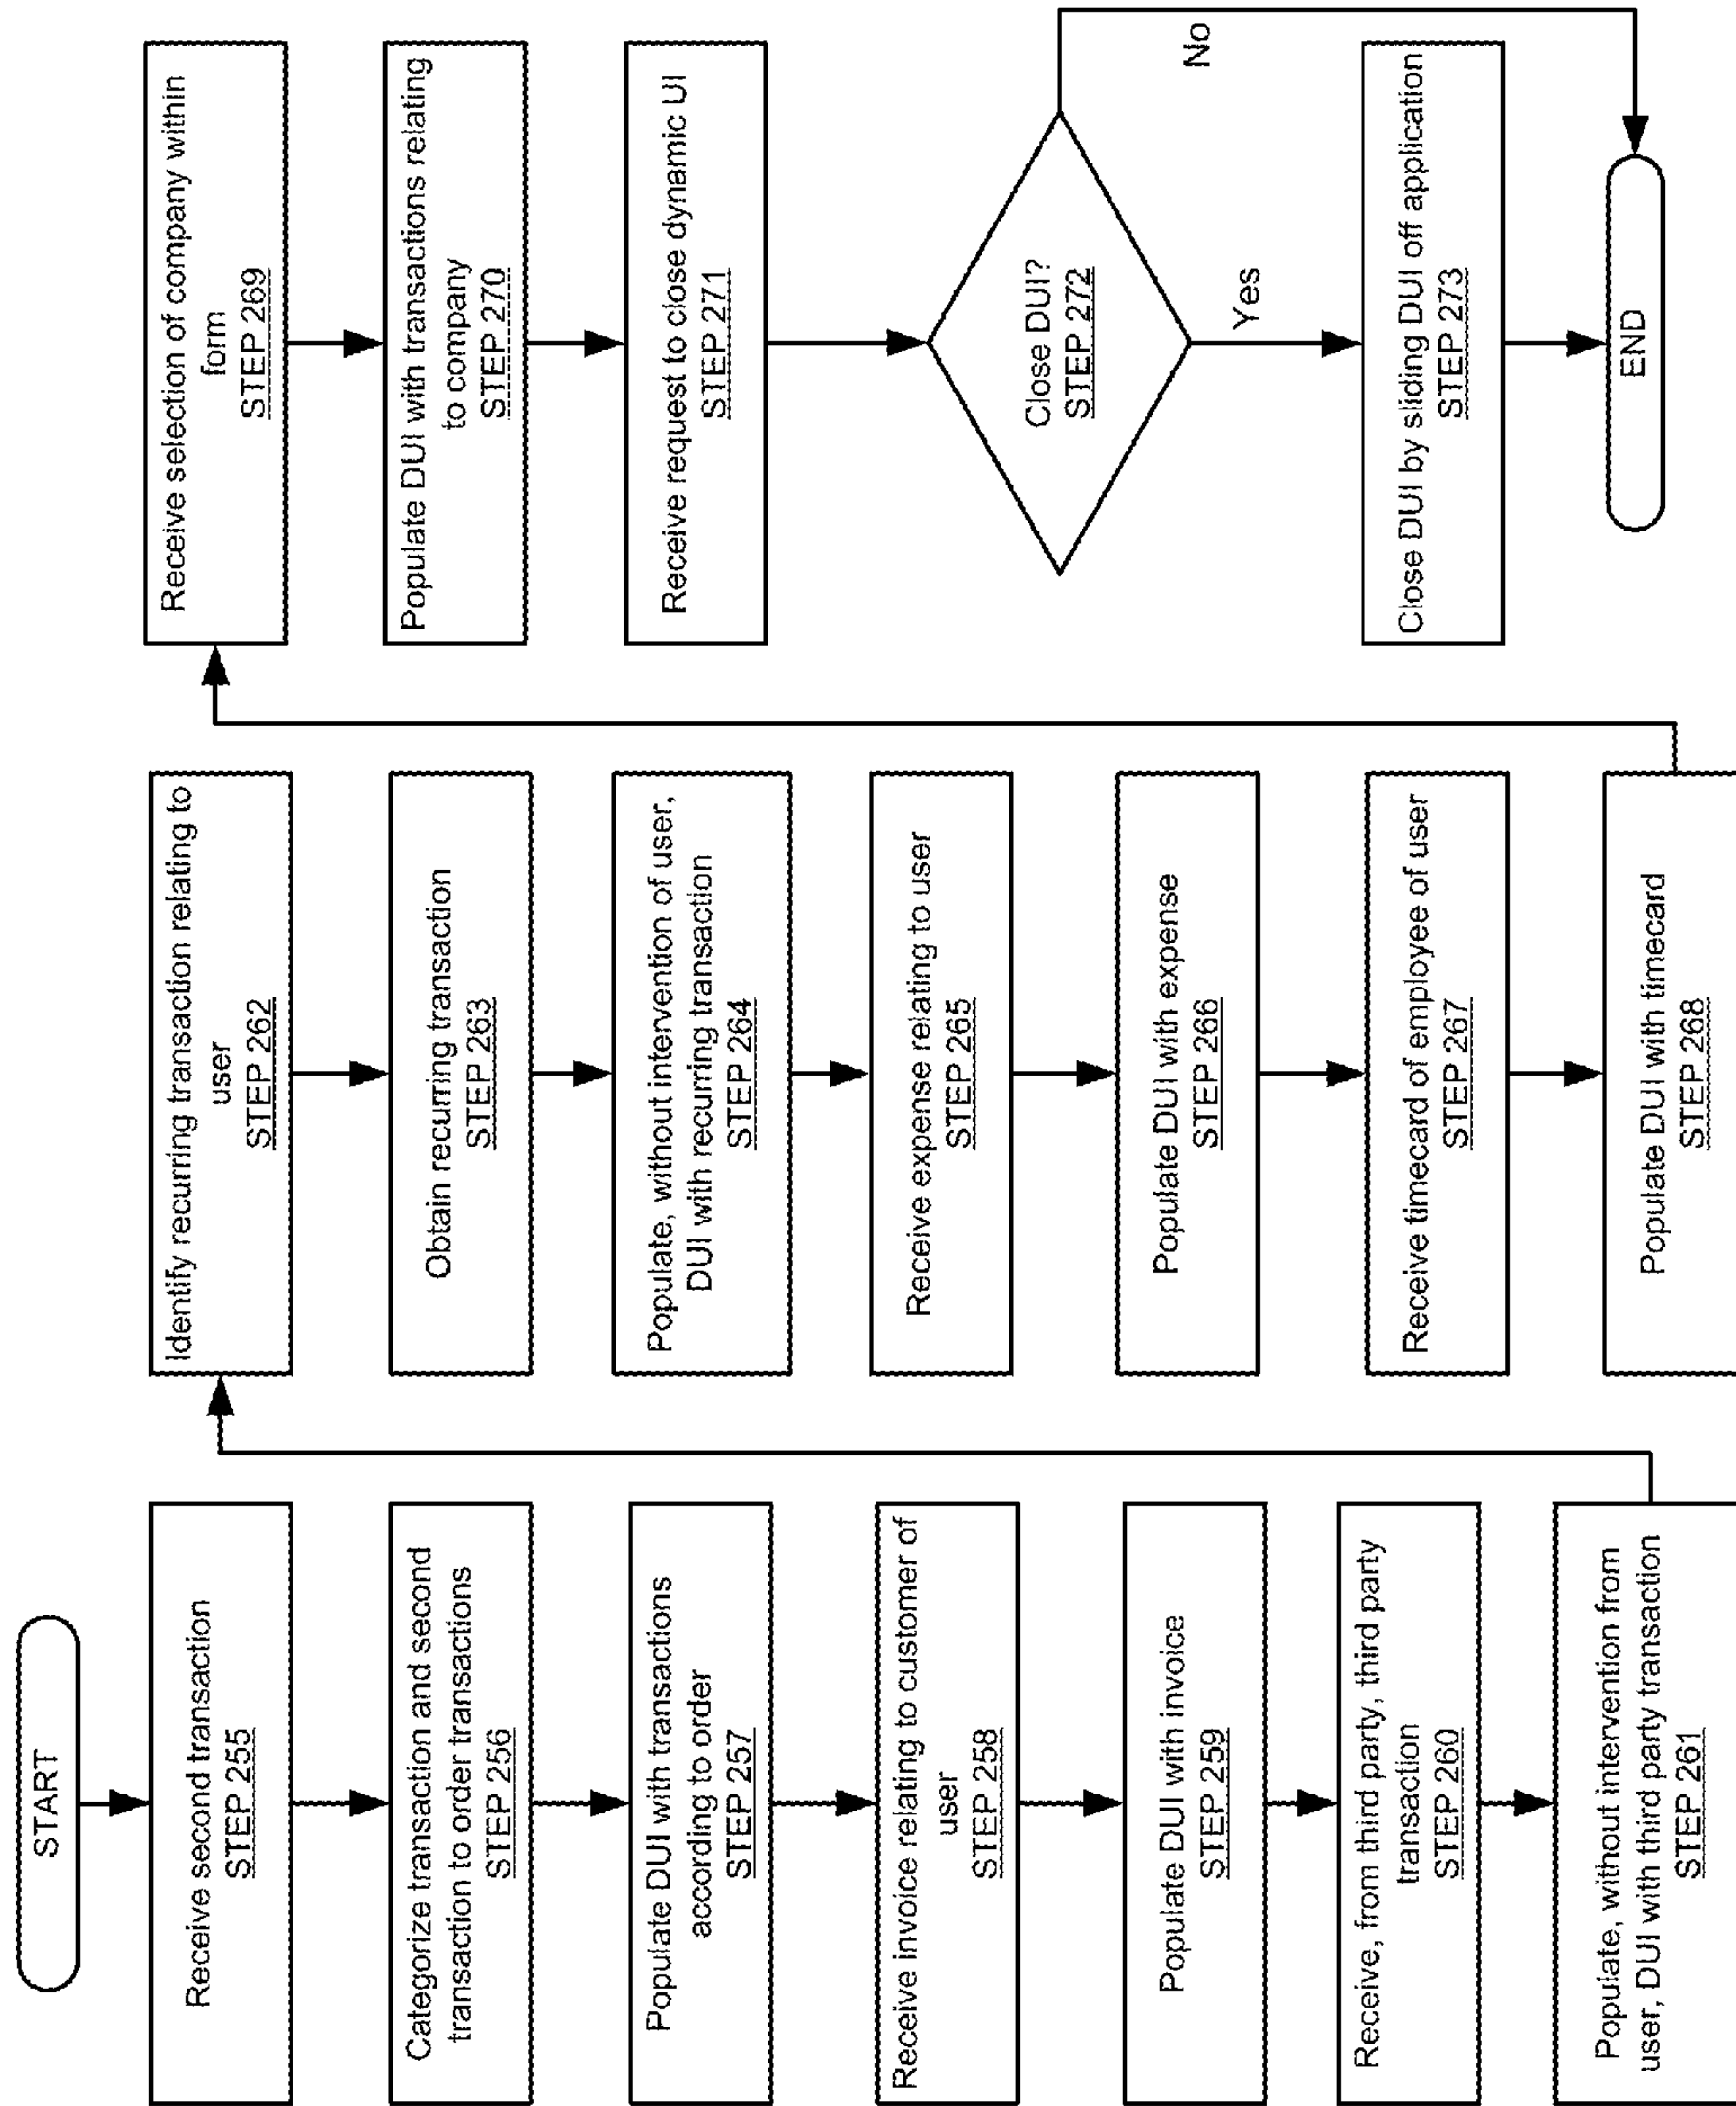 START
Receive second transaction
STEP 255
Categorize transaction and second
transaction to order transactions
STEP 256
Populate DUI with transactions
according to order
STEP 257
Receive invoice relating to customer of
user
STEP 258
Populate DUI with invoice
STEP 259
Receive, from third party, third party
transaction
STEP 260
Populate, without intervention from
user, DUI with third party transaction
STEP 261
Identify recurring transaction relating to
user
STEP 262
Obtain recurring transaction
STEP 263
Populate, without intervention of user,
DUI with recurring transaction
STEP 264
Receive expense relating to user
STEP 265
Populate DUI with expense
STEP 266
Receive timecard of employee of user
STEP 267
Populate DUI with timecard
STEP 268
Receive selection of company within
form
STEP 269
Populate DUI with transactions relating
to company
STEP 270
Receive request to close dynamic UI
STEP 271
Close DUI?
STEP 272
No
Yes
Close DUI by sliding DUI off application
STEP 273
END